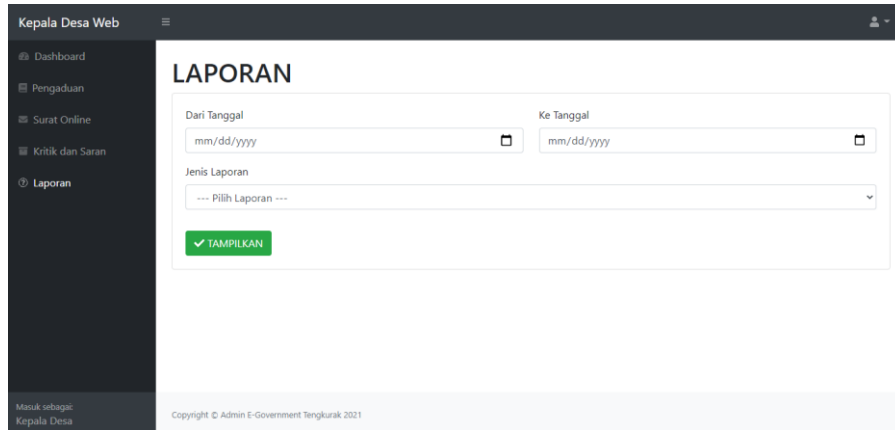 Kepala Desa Web
Dashboard
Pengaduan
Surat Online
Kritik dan Saran
Laporan
Masuk sebagai:
Kepala Desa
LAPORAN
Dari Tanggal
Ke Tanggal
mm/dd/yyyy
mm/dd/yyyy
Jenis Laporan
--- Pilih Laporan ---
TAMPILKAN
Copyright © Admin E-Government Tengkurak 2021